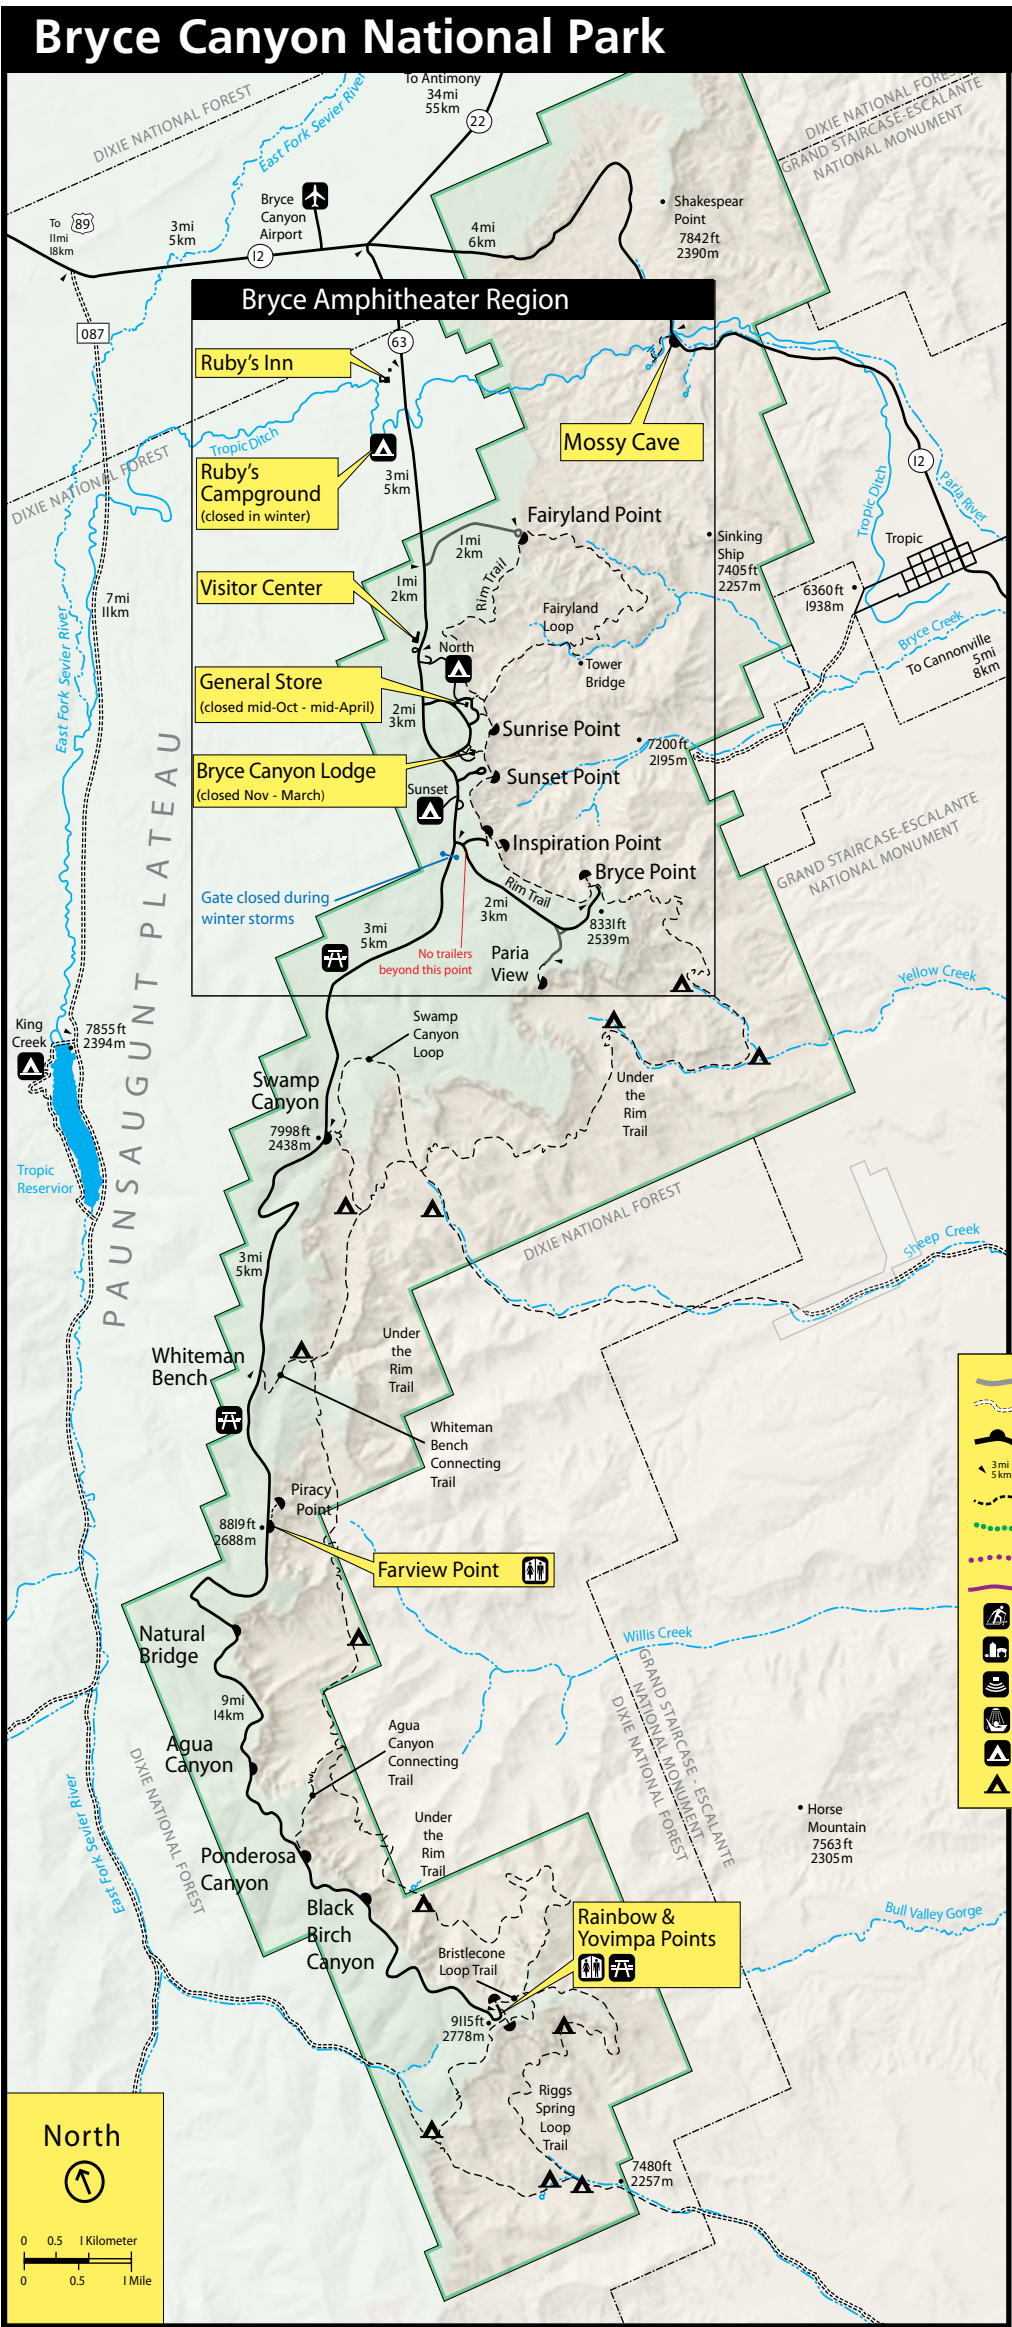 Bryce Canyon National Park
To Antimony
34mi
55km
22
DIXIE NATIONAL FOREST
East Fork Sevier River
DIXIE NATIONAL FOREST
GRAND STAIRCASE-ESCALANTE
NATIONAL MONUMENT
Bryce
Canyon
Airport
To 89
11mi
18km
3mi
5km
12
4mi
6km
Shakespear
Point
7842ft
2390m
Bryce Amphitheater Region
087
63
Ruby's Inn
Mossy Cave
Tropic Ditch
DIXIE NATIONAL FOREST
Ruby's
Campground
(closed in winter)
3mi
5km
12
Tropic Ditch
Paria River
Fairyland Point
1mi
2km
Sinking
Ship
7405ft
2257m
Tropic
Visitor Center
1mi
2km
Rim Trail
Fairyland
Loop
6360ft
1938m
7mi
11km
East Fork Sevier River
Bryce Creek
To Cannonville
5mi
8km
North
Tower
Bridge
General Store
(closed mid-Oct - mid-April)
2mi
3km
Sunrise Point
7200ft
2195m
Bryce Canyon Lodge
(closed Nov - March)
Sunset Point
Sunset
Inspiration Point
GRAND STAIRCASE-ESCALANTE
NATIONAL MONUMENT
Bryce Point
Gate closed during
winter storms
Rim Trail
2mi
3km
8331ft
2539m
3mi
5km
No trailers
beyond this point
Paria
View
Yellow Creek
PAUNSAUGUNT PLATEAU
King
Creek
7855ft
2394m
Swamp
Canyon
Loop
Swamp
Canyon
Under
the
Rim
Trail
7998ft
2438m
Tropic
Reservior
DIXIE NATIONAL FOREST
Sheep Creek
3mi
5km
Whiteman
Bench
Under
the
Rim
Trail
Whiteman
Bench
Connecting
Trail
3mi
5km
Piracy
Point
8819ft
2688m
Farview Point
Natural
Bridge
Willis Creek
GRAND STAIRCASE - ESCALANTE
NATIONAL MONUMENT
DIXIE NATIONAL FOREST
9mi
14km
Agua
Canyon
Agua
Canyon
Connecting
Trail
DIXIE NATIONAL FOREST
East Fork Sevier River
Under
the
Rim
Trail
Horse
Mountain
7563ft
2305m
Ponderosa
Canyon
Black
Birch
Canyon
Rainbow &
Yovimpa Points
Bull Valley Gorge
Bristlecone
Loop Trail
9115ft
2778m
Riggs
Spring
Loop
Trail
7480ft
2257m
North
0 0.5 1 Kilometer
0 0.5 1 Mile